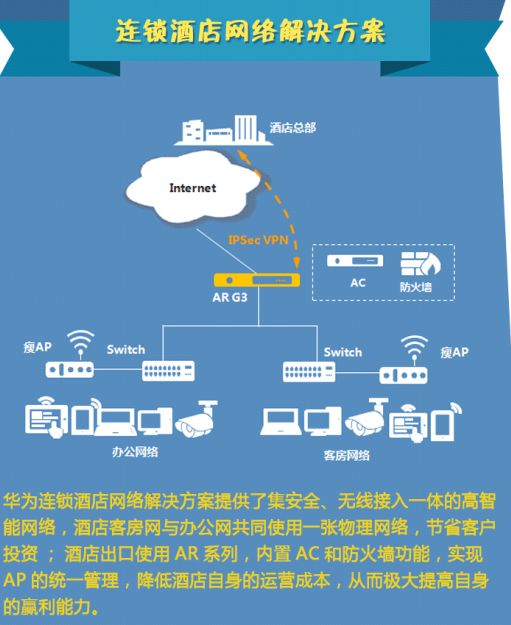 连锁酒店网络解决方案
酒店总部
Internet
IPSec VPN
AR G3
AC
防火墙
瘦AP
Switch
Switch
瘦AP
办公网络
客房网络
华为连锁酒店网络解决方案提供了集安全、无线接入一体的高智
能网络，酒店客房网与办公网共同使用一张物理网络，节省客户
投资 ；酒店出口使用 AR 系列，内置 AC 和防火墙功能，实现
AP 的统一管理，降低酒店自身的运营成本，从而极大提高自身
的赢利能力。